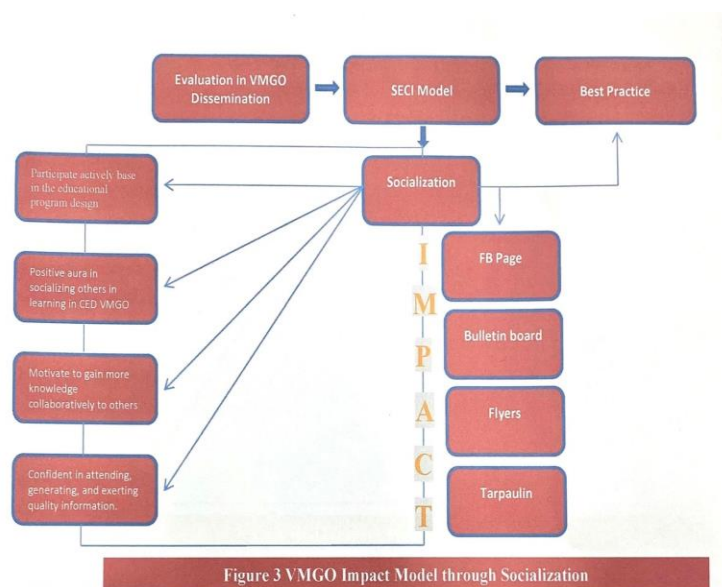 Evaluation in VMGO
Dissemination
SECI Model
Best Practice
Participate actively base
in the educational
program design
Socialization
Positive aura in
socializing others in
learning in CED VMGO
Motivate to gain more
knowledge
collaboratively to others
Confident in attending,
generating, and exerting
quality information.
I
M
P
A
C
T
FB Page
Bulletin board
Flyers
Tarpaulin
Figure 3 VMGO Impact Model through Socialization